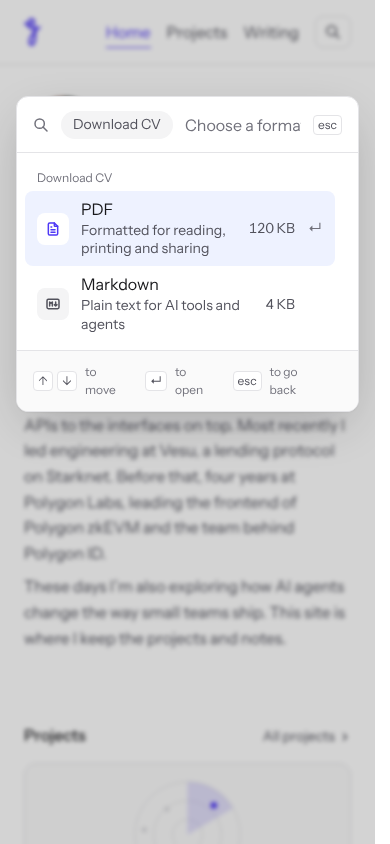 Home Projects Writing
Download CV Choose a forma esc
Download CV
PDF
Formatted for reading, 120 KB
printing and sharing
Markdown
Plain text for AI tools and 4 KB
agents
↑ ↓ to move ↵ to open esc to go back
APIs to the interfaces on top. Most recently I
led engineering at Vesu, a lending protocol
on Starknet. Before that, four years at
Polygon Labs, leading the frontend of
Polygon zkEVM and the team behind
Polygon ID.
These days I'm also exploring how AI agents
change the way small teams ship. This site is
where I keep the projects and notes.
Projects All projects ›